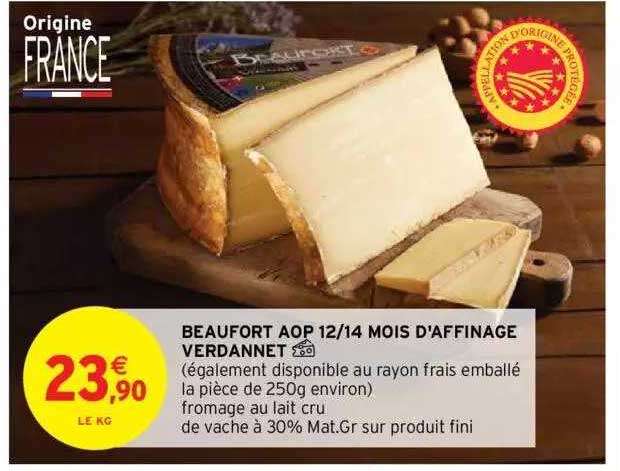 Origine
FRANCE
BEAUFORT
APPELLATION D'ORIGINE PROTÉGÉE
23€,90
LE KG
BEAUFORT AOP 12/14 MOIS D'AFFINAGE
VERDANNET
(également disponible au rayon frais emballé
la pièce de 250g environ)
fromage au lait cru
de vache à 30% Mat.Gr sur produit fini